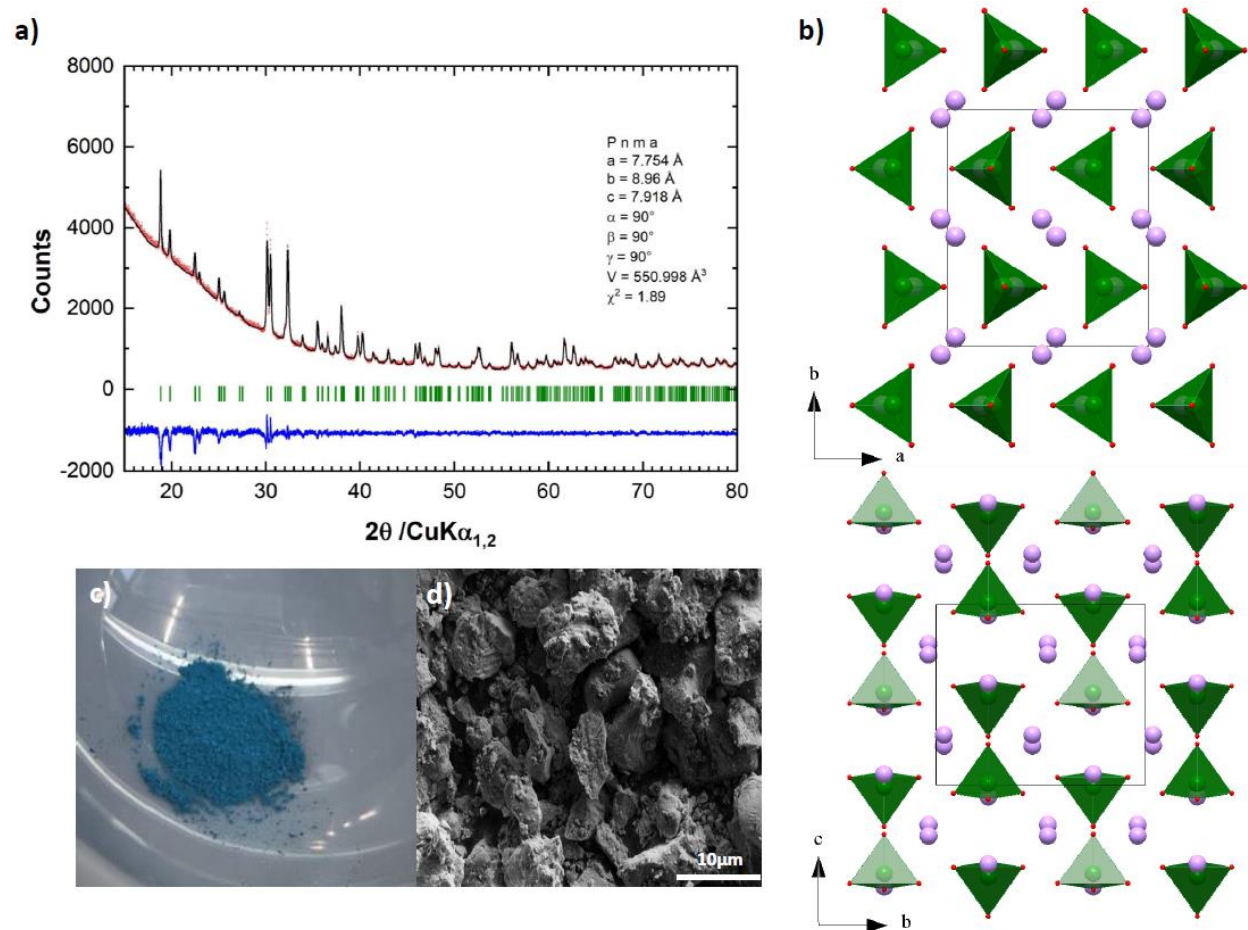 a)
8000
6000
4000
2000
0
-2000
Counts
P n m a
a = 7.754 Å
b = 8.96 Å
c = 7.918 Å
α = 90°
β = 90°
γ = 90°
V = 550.998 Å³
χ² = 1.89
20 30 40 50 60 70 80
2θ /CuKα₁,₂
b)
b
a
c
b
c)
d)
10µm